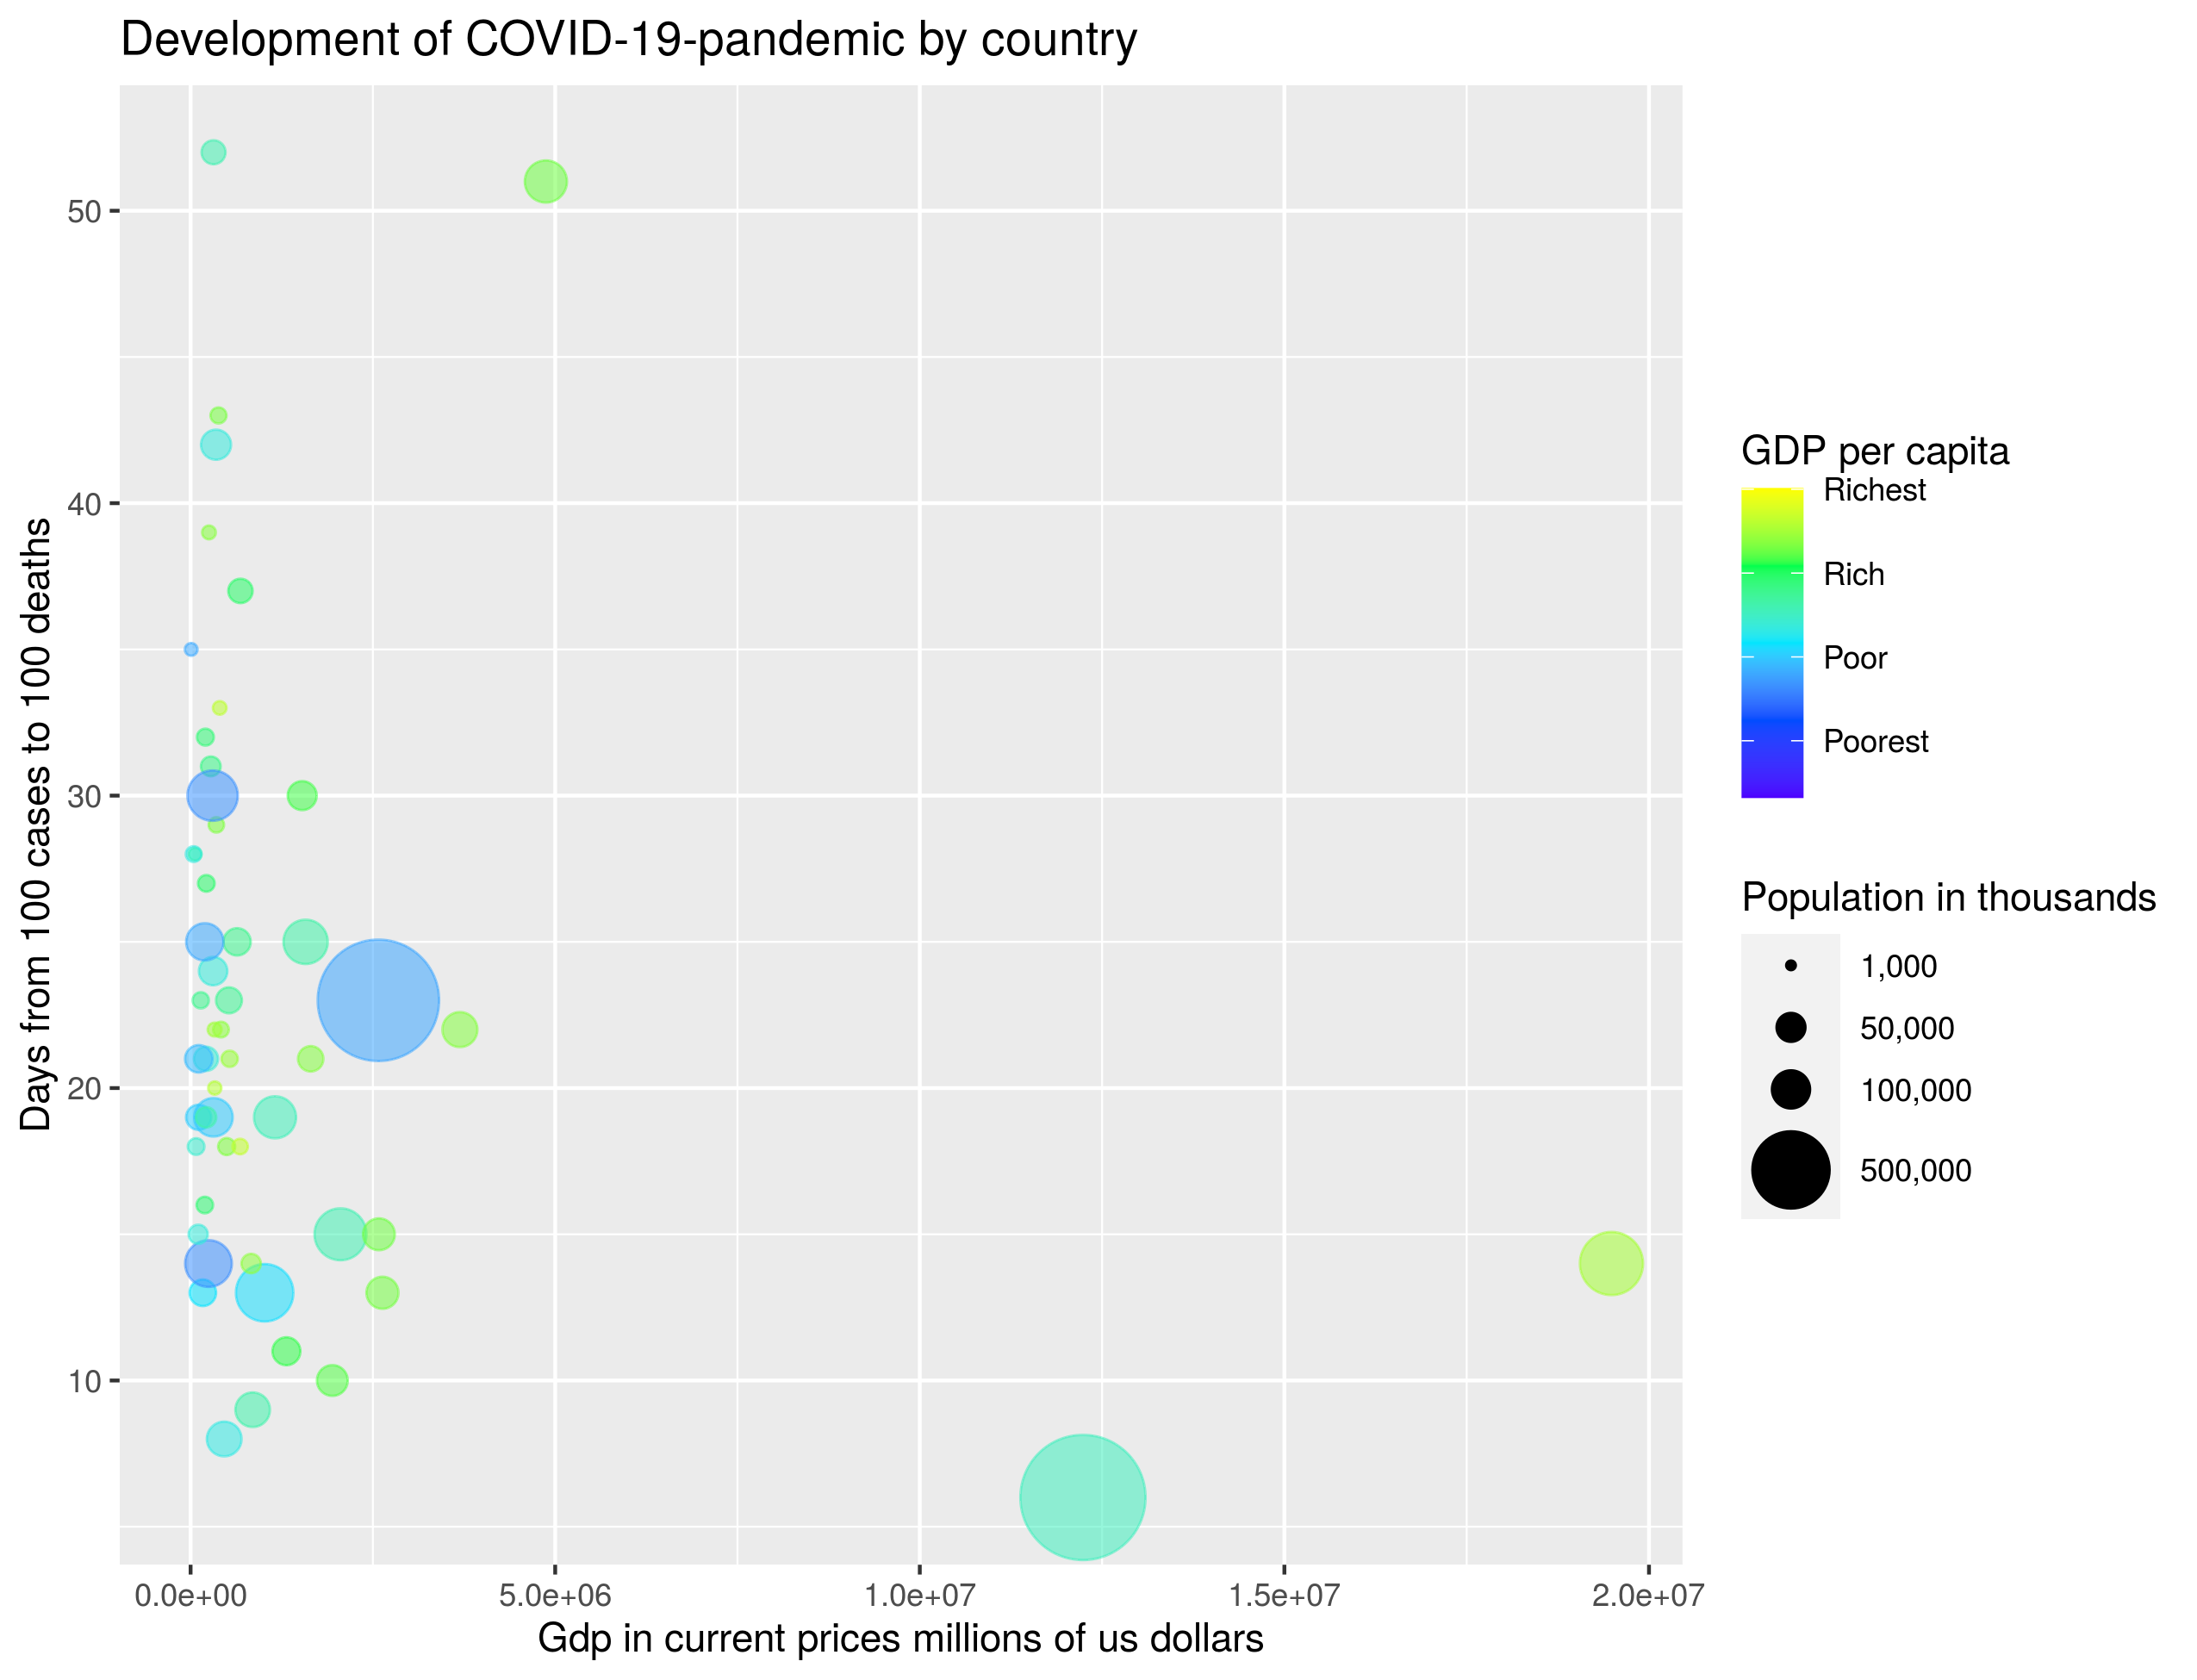 Development of COVID-19-pandemic by country
Days from 100 cases to 100 deaths
50
40
30
20
10
0.0e+00
5.0e+06
1.0e+07
1.5e+07
2.0e+07
Gdp in current prices millions of us dollars
GDP per capita
Richest
Rich
Poor
Poorest
Population in thousands
1,000
50,000
100,000
500,000